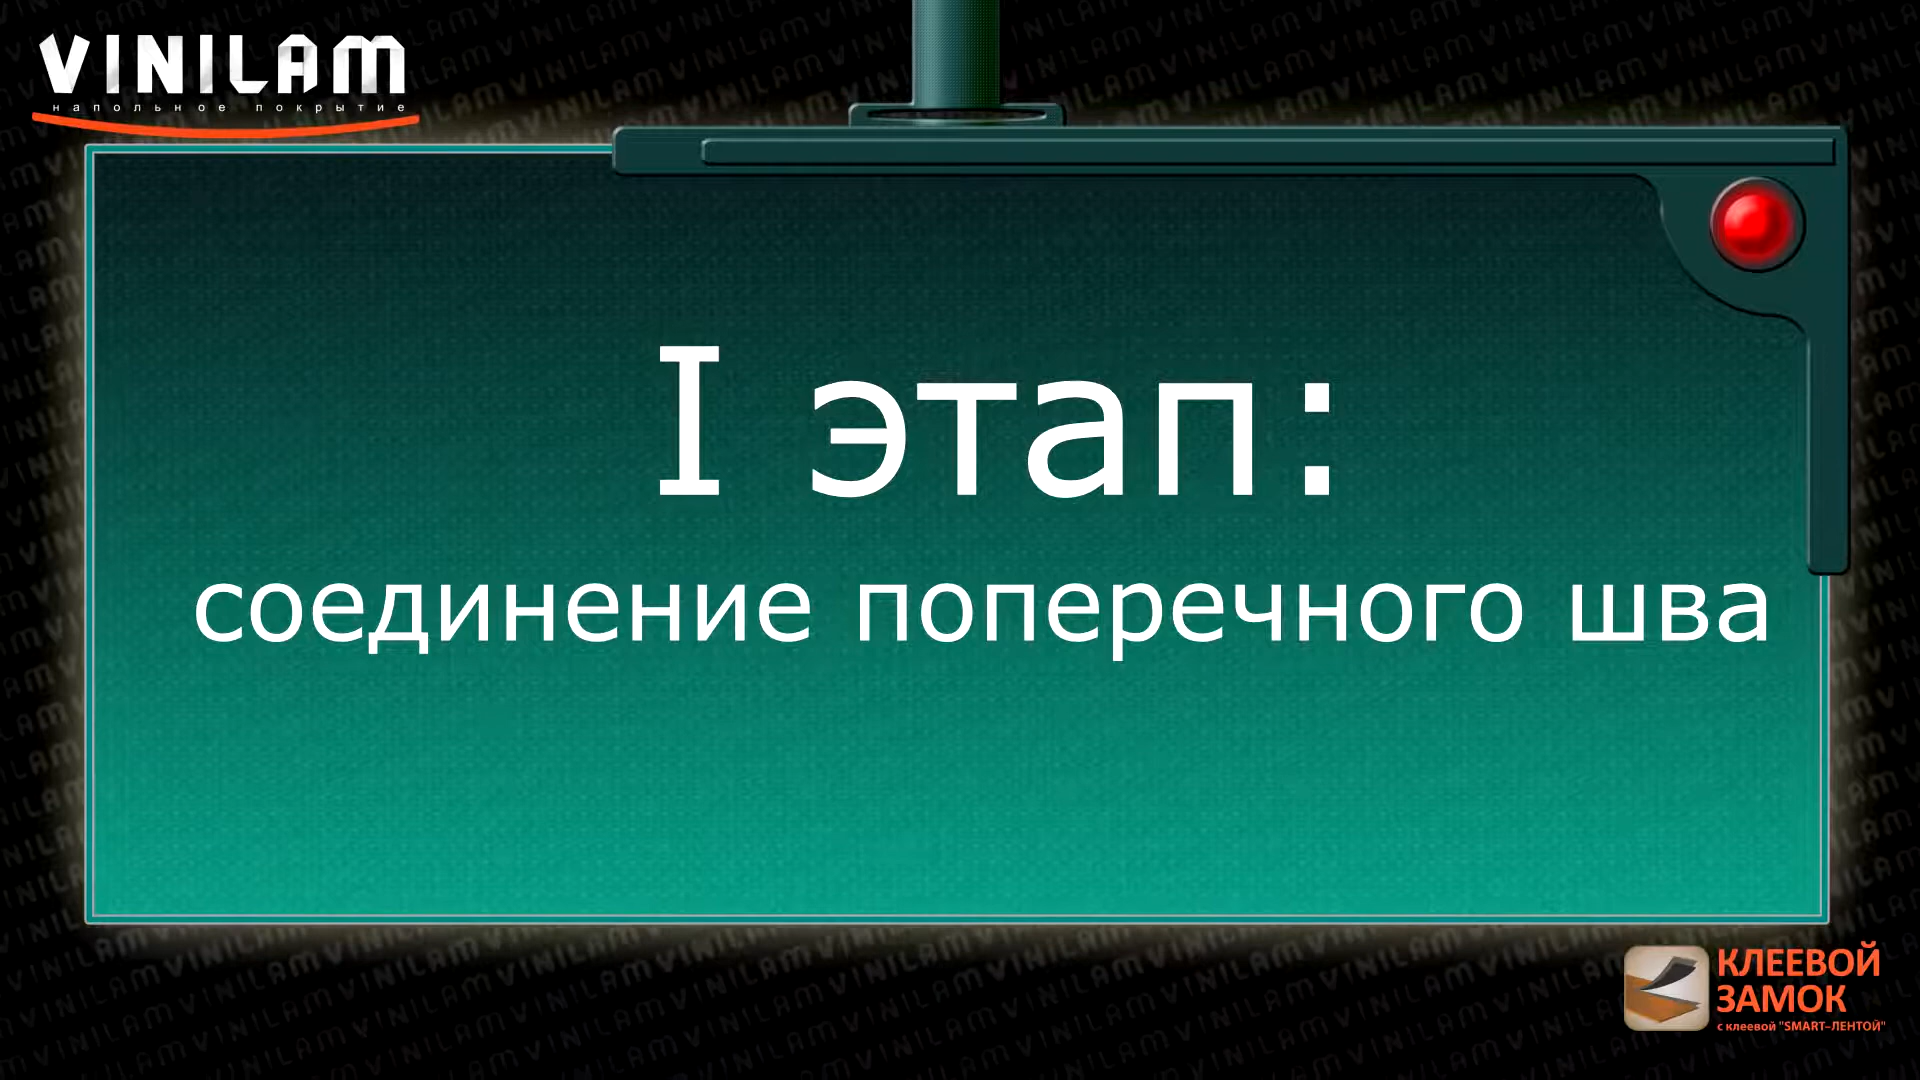 VINILAM
напольное покрытие
I этап:
соединение поперечного шва
КЛЕЕВОЙ
ЗАМОК
с клеевой "SMART-ЛЕНТОЙ"